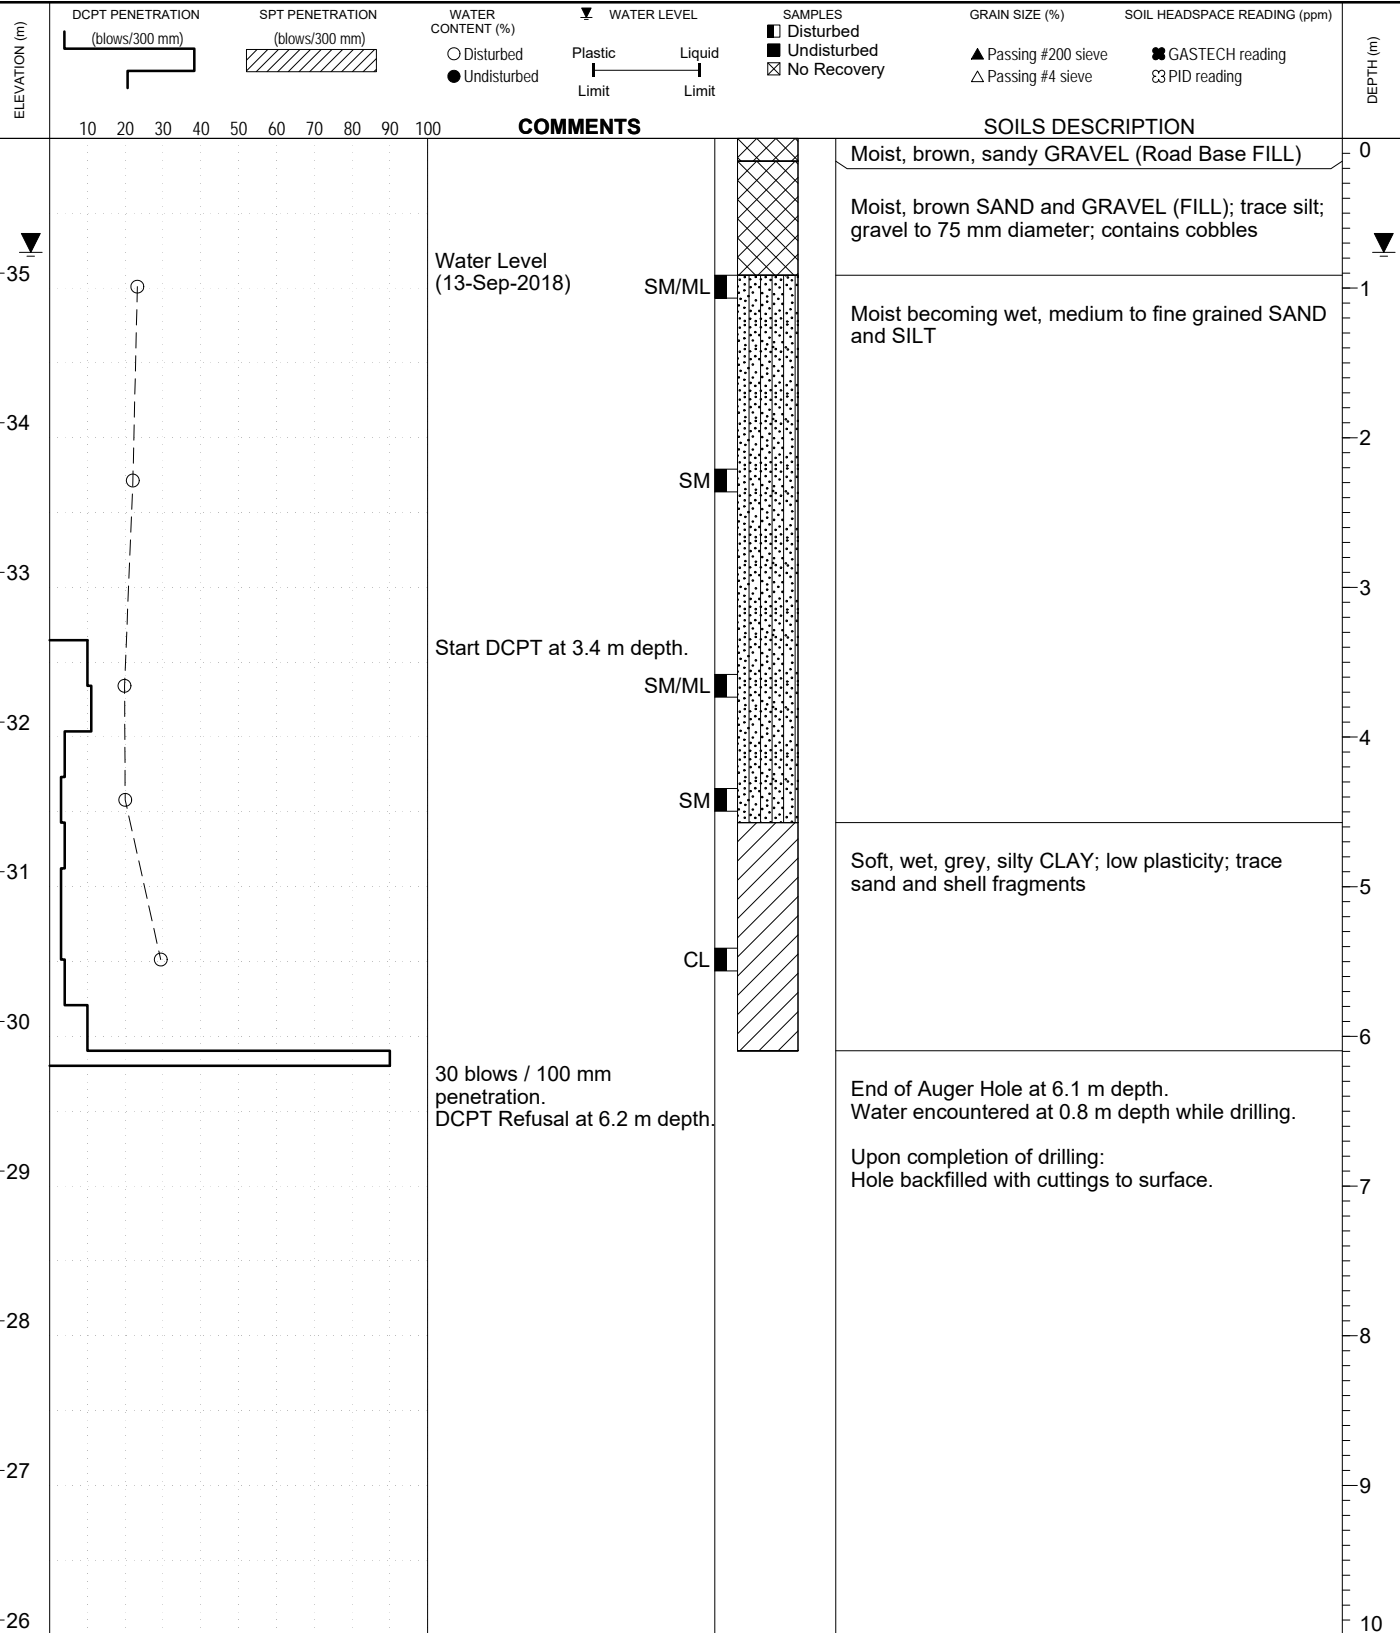 ELEVATION (m)
DCPT PENETRATION
(blows/300 mm)
SPT PENETRATION
(blows/300 mm)
WATER
CONTENT (%)
Disturbed
Undisturbed
WATER LEVEL
Plastic Liquid
Limit Limit
SAMPLES
Disturbed
Undisturbed
No Recovery
GRAIN SIZE (%)
Passing #200 sieve
Passing #4 sieve
SOIL HEADSPACE READING (ppm)
GASTECH reading
PID reading
DEPTH (m)
10 20 30 40 50 60 70 80 90 100
COMMENTS
SOILS DESCRIPTION
0
Moist, brown, sandy GRAVEL (Road Base FILL)
Moist, brown SAND and GRAVEL (FILL); trace silt;
gravel to 75 mm diameter; contains cobbles
Water Level
(13-Sep-2018)
35
SM/ML
1
Moist becoming wet, medium to fine grained SAND
and SILT
34
2
SM
33
3
Start DCPT at 3.4 m depth.
SM/ML
32
4
SM
31
Soft, wet, grey, silty CLAY; low plasticity; trace
sand and shell fragments
5
CL
30
6
30 blows / 100 mm
penetration.
DCPT Refusal at 6.2 m depth.
End of Auger Hole at 6.1 m depth.
Water encountered at 0.8 m depth while drilling.
Upon completion of drilling:
Hole backfilled with cuttings to surface.
29
7
28
8
27
9
26
10